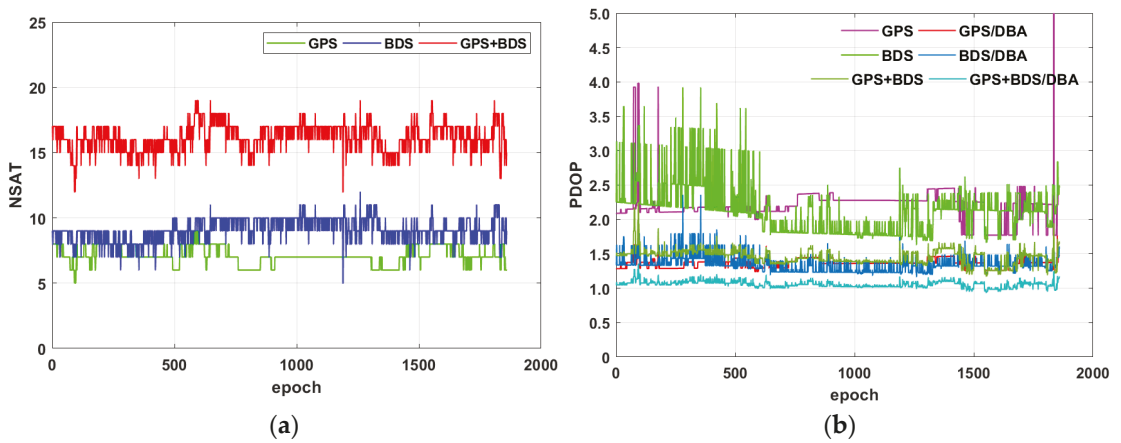 25
20
15
10
5
0
NSAT
GPS BDS GPS+BDS
0 500 1000 1500 2000
epoch
(a)
5.0
4.5
4.0
3.5
3.0
2.5
2.0
1.5
1.0
0.5
0
PDOP
GPS GPS/DBA
BDS BDS/DBA
GPS+BDS GPS+BDS/DBA
0 500 1000 1500 2000
epoch
(b)